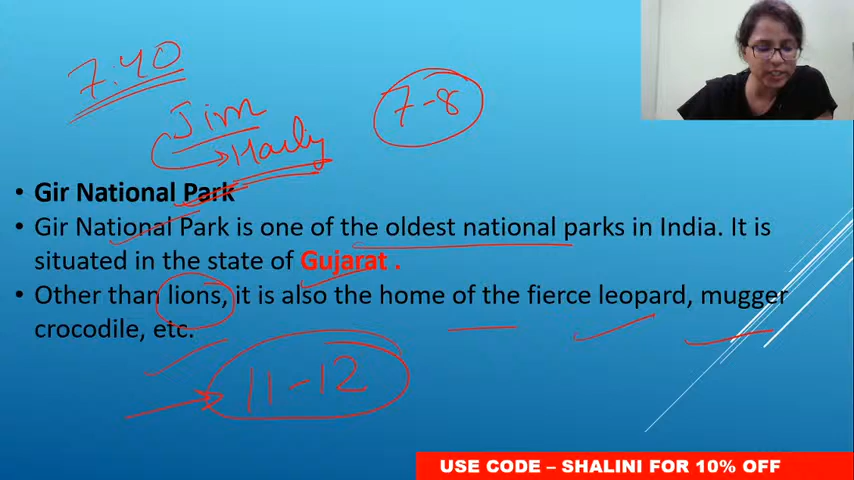 7.40
Jim
7-8
Haily
• Gir National Park
• Gir National Park is one of the oldest national parks in India. It is
situated in the state of Gujarat .
• Other than lions, it is also the home of the fierce leopard, mugger
crocodile, etc.
11-12
USE CODE – SHALINI FOR 10% OFF